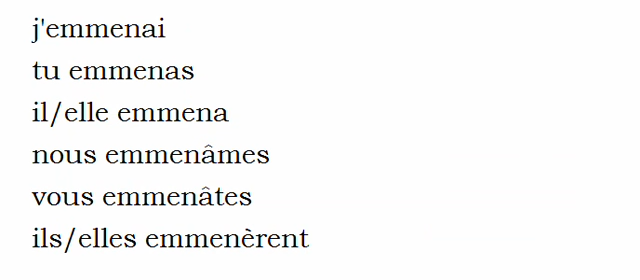 j'emmenai
tu emmenas
il/elle emmena
nous emmenâmes
vous emmenâtes
ils/elles emmenèrent